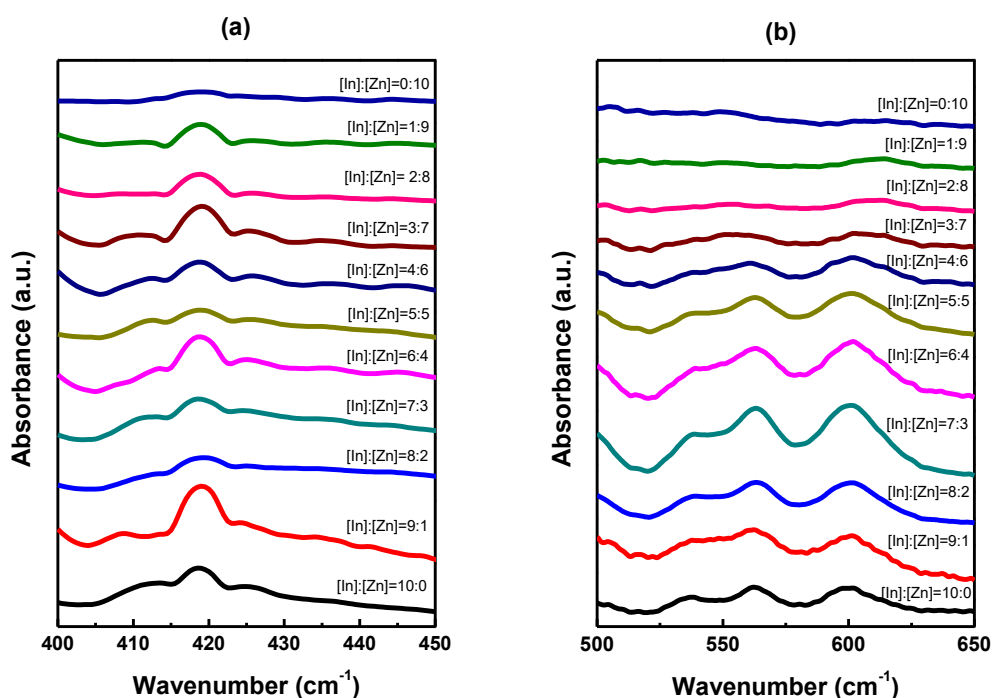 (a)
[In]:[Zn]=0:10
[In]:[Zn]=1:9
[In]:[Zn]= 2:8
[In]:[Zn]=3:7
[In]:[Zn]=4:6
[In]:[Zn]=5:5
[In]:[Zn]=6:4
[In]:[Zn]=7:3
[In]:[Zn]=8:2
[In]:[Zn]=9:1
[In]:[Zn]=10:0
Absorbance (a.u.)
400 410 420 430 440 450
Wavenumber (cm⁻¹)
(b)
[In]:[Zn]=0:10
[In]:[Zn]=1:9
[In]:[Zn]=2:8
[In]:[Zn]=3:7
[In]:[Zn]=4:6
[In]:[Zn]=5:5
[In]:[Zn]=6:4
[In]:[Zn]=7:3
[In]:[Zn]=8:2
[In]:[Zn]=9:1
[In]:[Zn]=10:0
Absorbance (a.u.)
500 550 600 650
Wavenumber (cm⁻¹)